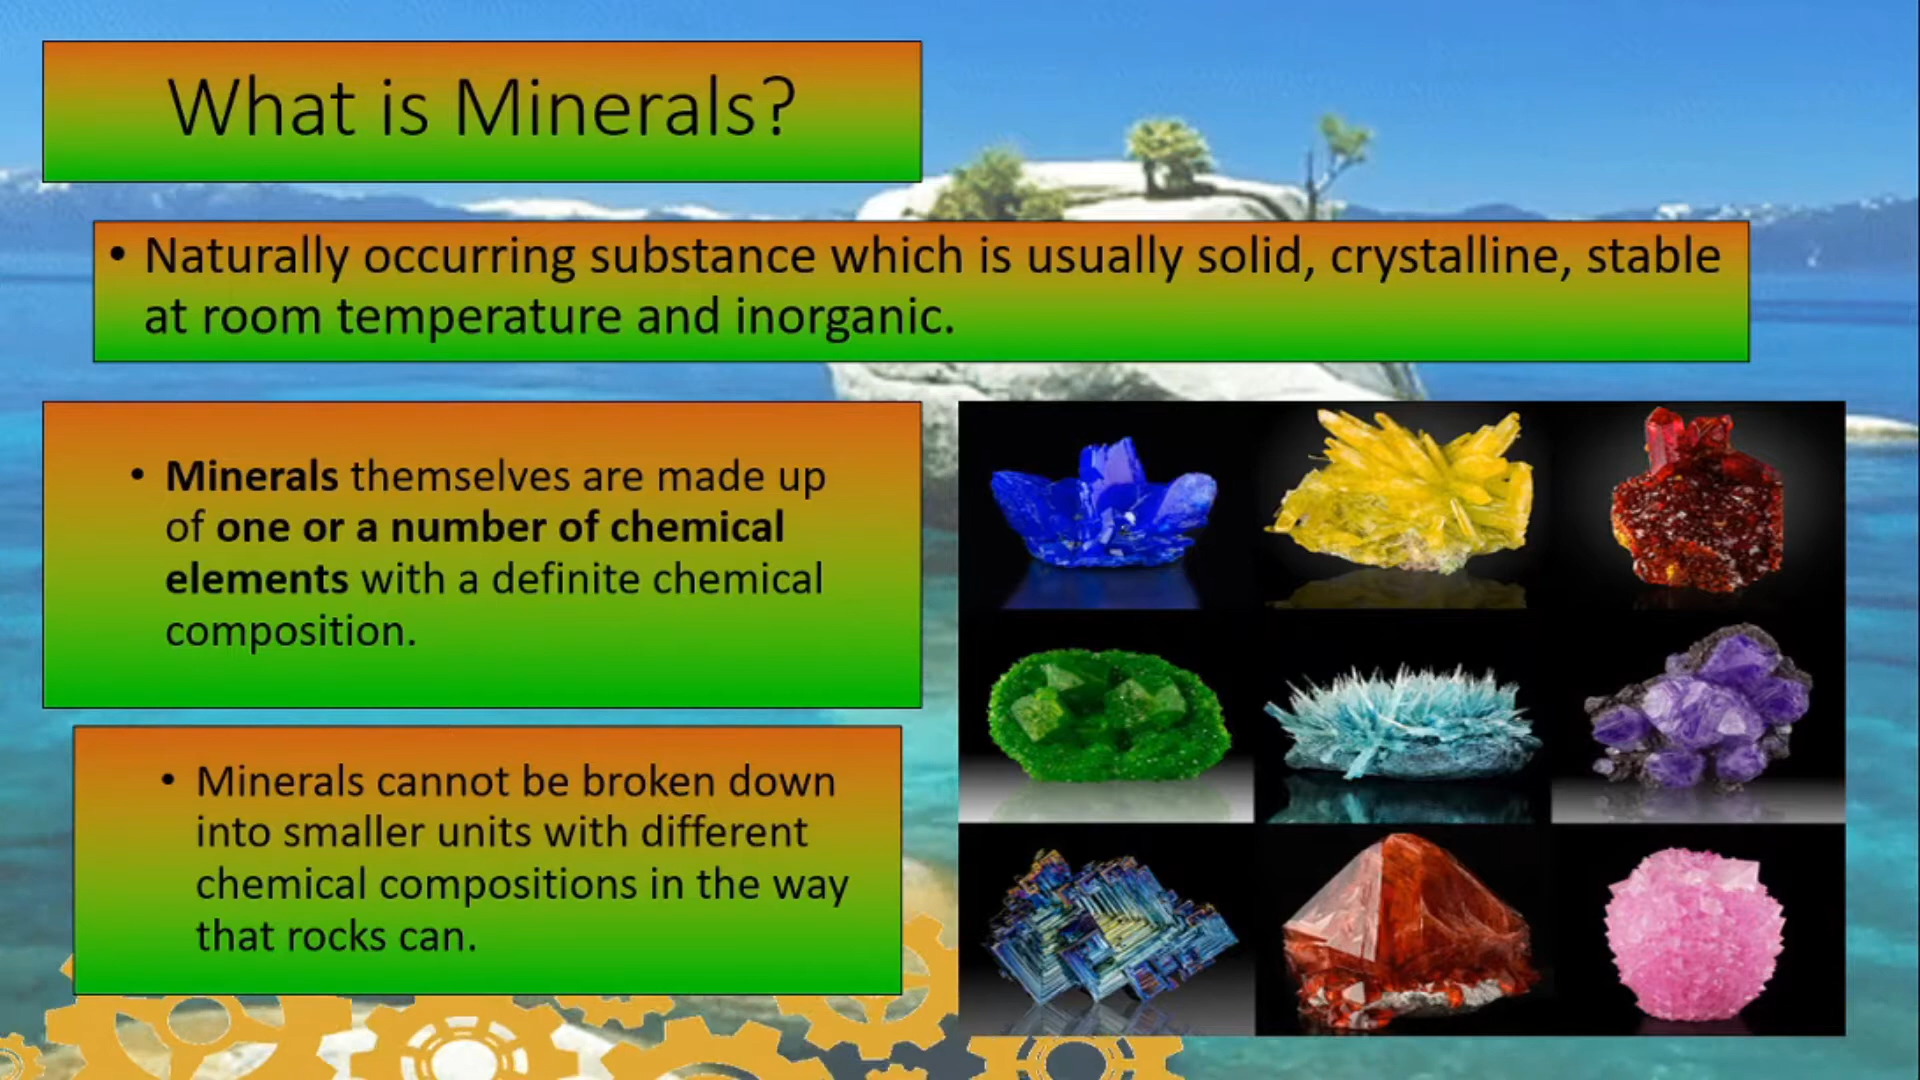 What is Minerals?
• Naturally occurring substance which is usually solid, crystalline, stable
at room temperature and inorganic.
• Minerals themselves are made up
of one or a number of chemical
elements with a definite chemical
composition.
• Minerals cannot be broken down
into smaller units with different
chemical compositions in the way
that rocks can.